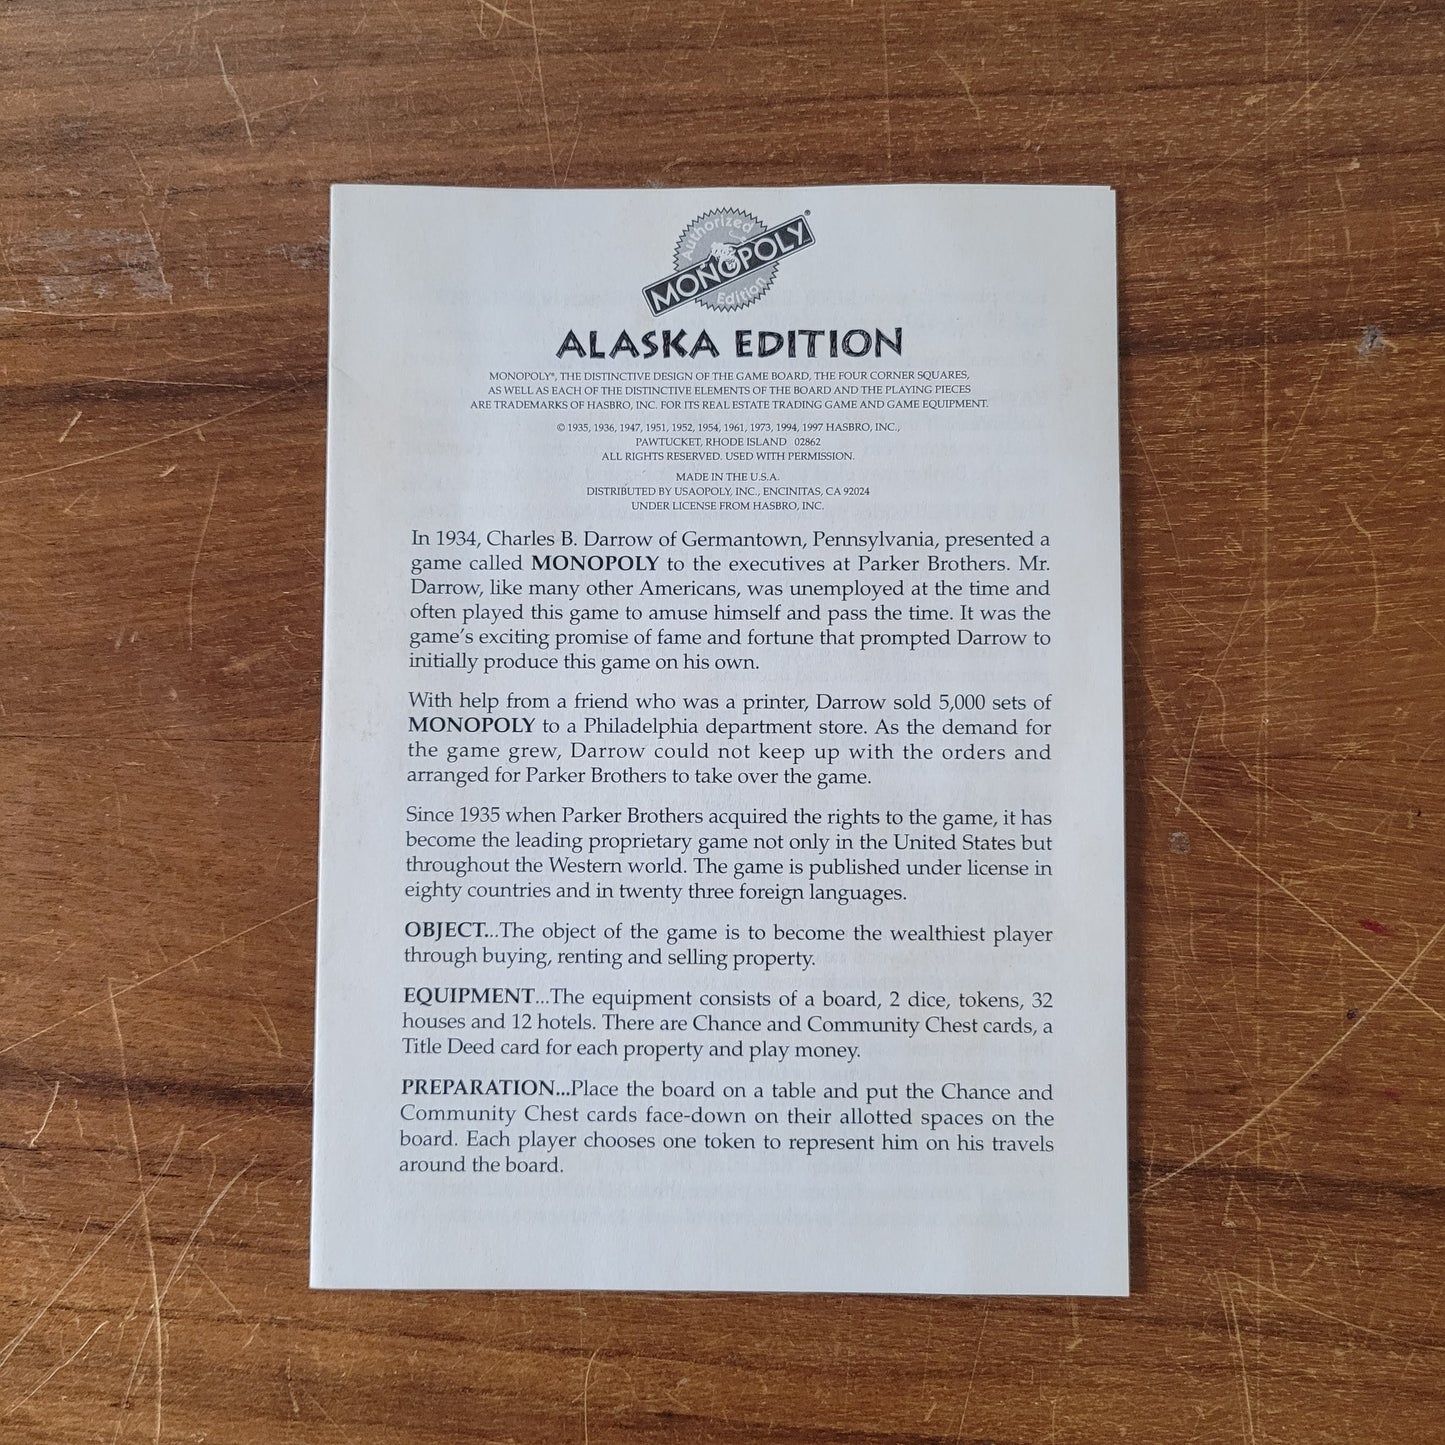 Authorized
MONOPOLY®
Edition
ALASKA EDITION
MONOPOLY®, THE DISTINCTIVE DESIGN OF THE GAME BOARD, THE FOUR CORNER SQUARES,
AS WELL AS EACH OF THE DISTINCTIVE ELEMENTS OF THE BOARD AND THE PLAYING PIECES
ARE TRADEMARKS OF HASBRO, INC. FOR ITS REAL ESTATE TRADING GAME AND GAME EQUIPMENT.
© 1935, 1936, 1947, 1951, 1952, 1954, 1961, 1973, 1994, 1997 HASBRO, INC.,
PAWTUCKET, RHODE ISLAND 02862
ALL RIGHTS RESERVED. USED WITH PERMISSION.
MADE IN THE U.S.A.
DISTRIBUTED BY USAOPOLY, INC., ENCINITAS, CA 92024
UNDER LICENSE FROM HASBRO, INC.
In 1934, Charles B. Darrow of Germantown, Pennsylvania, presented a
game called MONOPOLY to the executives at Parker Brothers. Mr.
Darrow, like many other Americans, was unemployed at the time and
often played this game to amuse himself and pass the time. It was the
game's exciting promise of fame and fortune that prompted Darrow to
initially produce this game on his own.
With help from a friend who was a printer, Darrow sold 5,000 sets of
MONOPOLY to a Philadelphia department store. As the demand for
the game grew, Darrow could not keep up with the orders and
arranged for Parker Brothers to take over the game.
Since 1935 when Parker Brothers acquired the rights to the game, it has
become the leading proprietary game not only in the United States but
throughout the Western world. The game is published under license in
eighty countries and in twenty three foreign languages.
OBJECT...The object of the game is to become the wealthiest player
through buying, renting and selling property.
EQUIPMENT...The equipment consists of a board, 2 dice, tokens, 32
houses and 12 hotels. There are Chance and Community Chest cards, a
Title Deed card for each property and play money.
PREPARATION...Place the board on a table and put the Chance and
Community Chest cards face-down on their allotted spaces on the
board. Each player chooses one token to represent him on his travels
around the board.